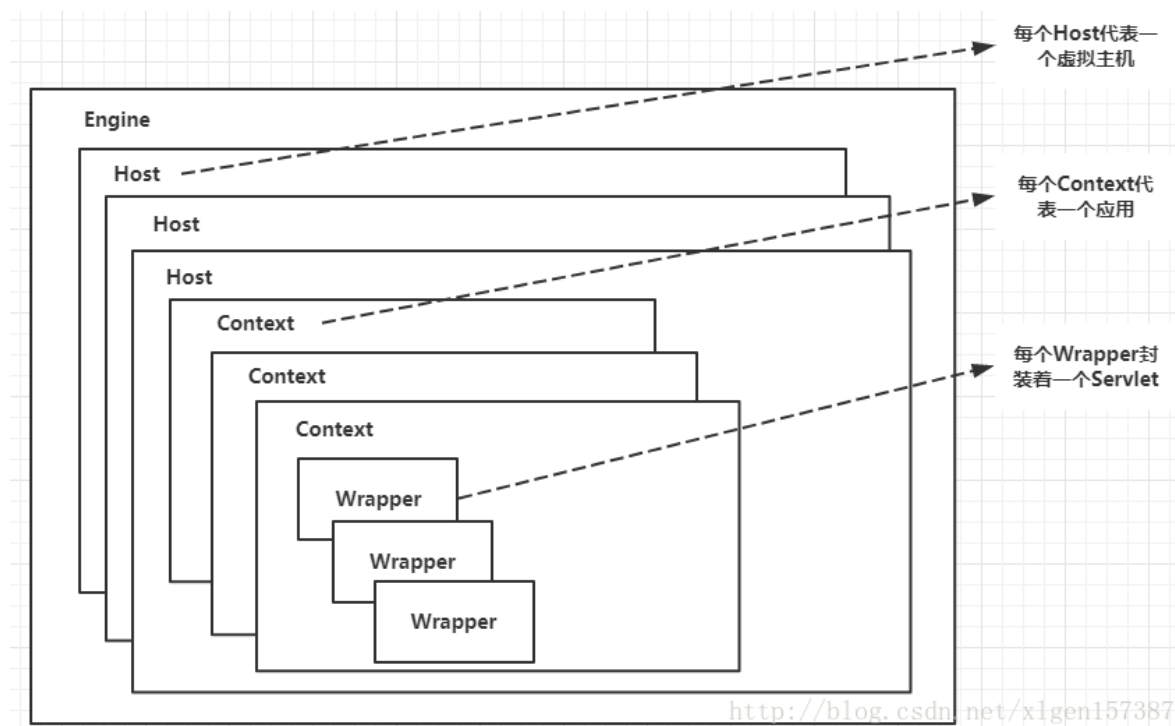 每个Host代表一
个虚拟主机
Engine
Host
每个Context代
表一个应用
Host
Host
Context
每个Wrapper封
装着一个Servlet
Context
Context
Wrapper
Wrapper
Wrapper
http://blog.csdn.net/xlgen157387